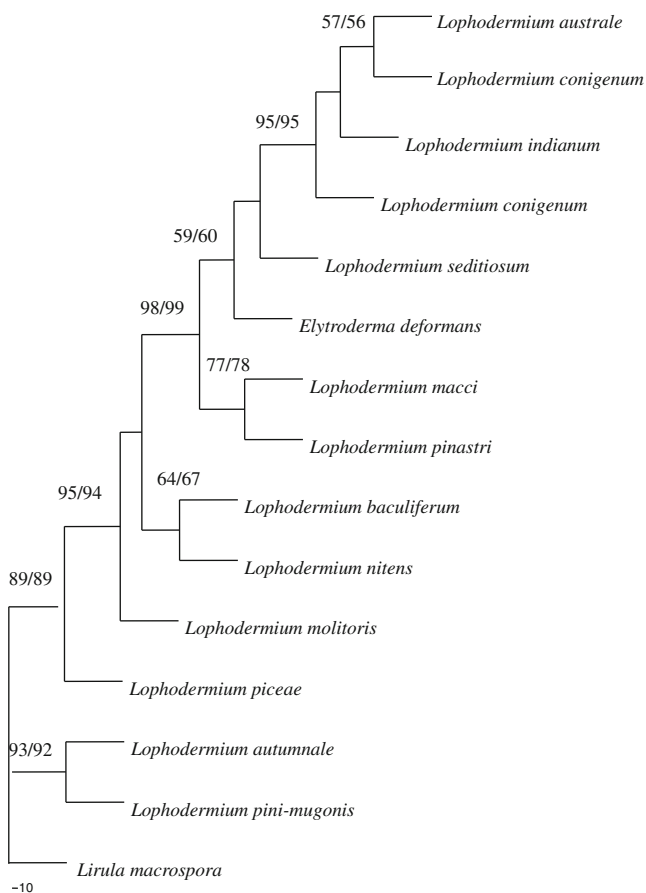 57/56
Lophodermium australe
Lophodermium conigenum
95/95
Lophodermium indianum
Lophodermium conigenum
59/60
Lophodermium seditiosum
98/99
Elytroderma deformans
77/78
Lophodermium macci
Lophodermium pinastri
64/67
95/94
Lophodermium baculiferum
Lophodermium nitens
89/89
Lophodermium molitoris
Lophodermium piceae
93/92
Lophodermium autumnale
Lophodermium pini-mugonis
Lirula macrospora
−10